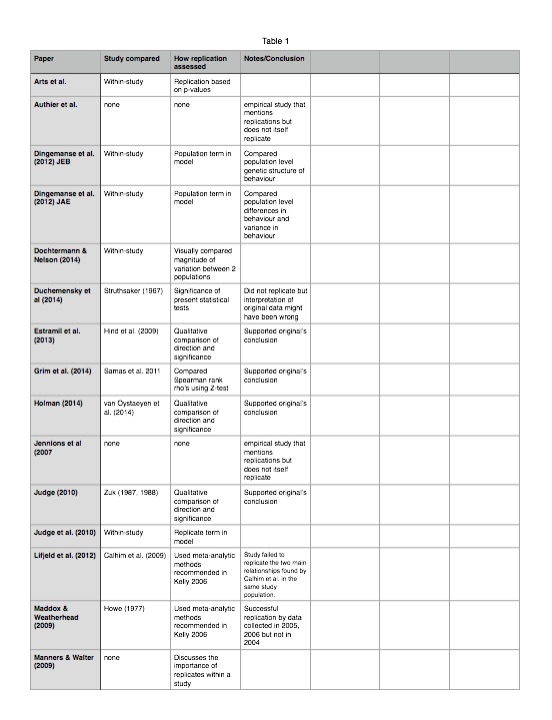 Table 1
Paper Study compared How replication Notes/Conclusion
assessed
Arts et al. Within-study Replication based
on p-values
Authier et al. none none empirical study that
mentions
replications but
does not itself
replicate
Dingemanse et al. Within-study Population term in Compared
(2012) JEB model population level
genetic structure of
behaviour
Dingemanse et al. Within-study Population term in Compared
(2012) JAE model population level
differences in
behaviour and
variance in
behaviour
Dochtermann & Within-study Visually compared
Nelson (2014) magnitude of
variation between 2
populations
Duchemensky et Struthsaker (1967) Significance of Did not replicate but
al (2014) present statistical interpretation of
tests original data might
have been wrong
Estramil et al. Hind et al. (2009) Qualitative Supported original's
(2013) comparison of conclusion
direction and
significance
Grim et al. (2014) Samas et al. 2011 Compared Supported original's
Spearman rank conclusion
rho's using Z-test
Holman (2014) van Oystaeyen et Qualitative Supported original's
al. (2014) comparison of conclusion
direction and
significance
Jennions et al none none empirical study that
(2007 mentions
replications but
does not itself
replicate
Judge (2010) Zuk (1987, 1988) Qualitative Supported original's
comparison of conclusion
direction and
significance
Judge et al. (2010) Within-study Replicate term in
model
Lifjeld et al. (2012) Calhim et al. (2009) Used meta-analytic Study failed to
methods replicate the two main
recommended in relationships found by
Kelly 2006 Calhim et al. in the
same study
population.
Maddox & Howe (1977) Used meta-analytic Successful
Weatherhead methods replication by data
(2009) recommended in collected in 2005,
Kelly 2006 2006 but not in
2004
Manners & Walter none Discusses the
(2009) importance of
replicates within a
study